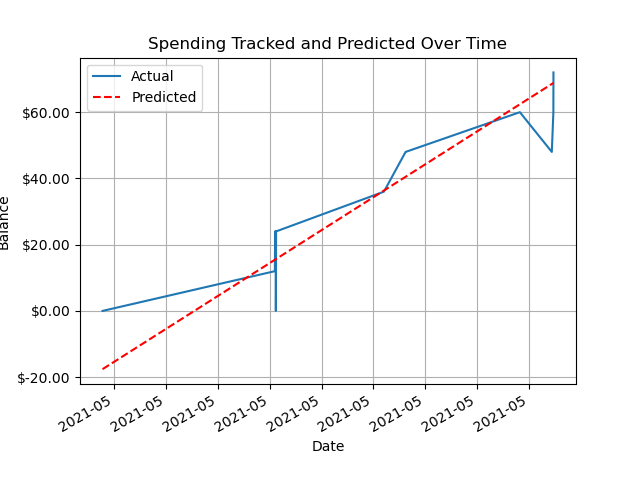 Spending Tracked and Predicted Over Time
Actual
Predicted
$60.00
$40.00
$20.00
$0.00
$-20.00
Balance
2021-05 2021-05 2021-05 2021-05 2021-05 2021-05 2021-05 2021-05 2021-05
Date